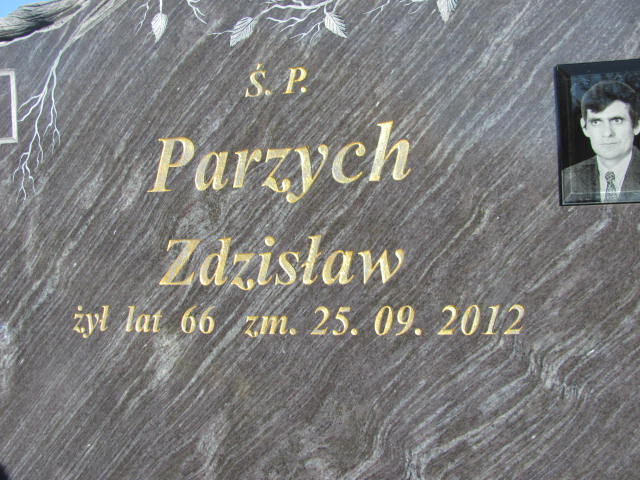 Ś. P.
Parzych
Zdzisław
żył lat 66 zm. 25. 09. 2012